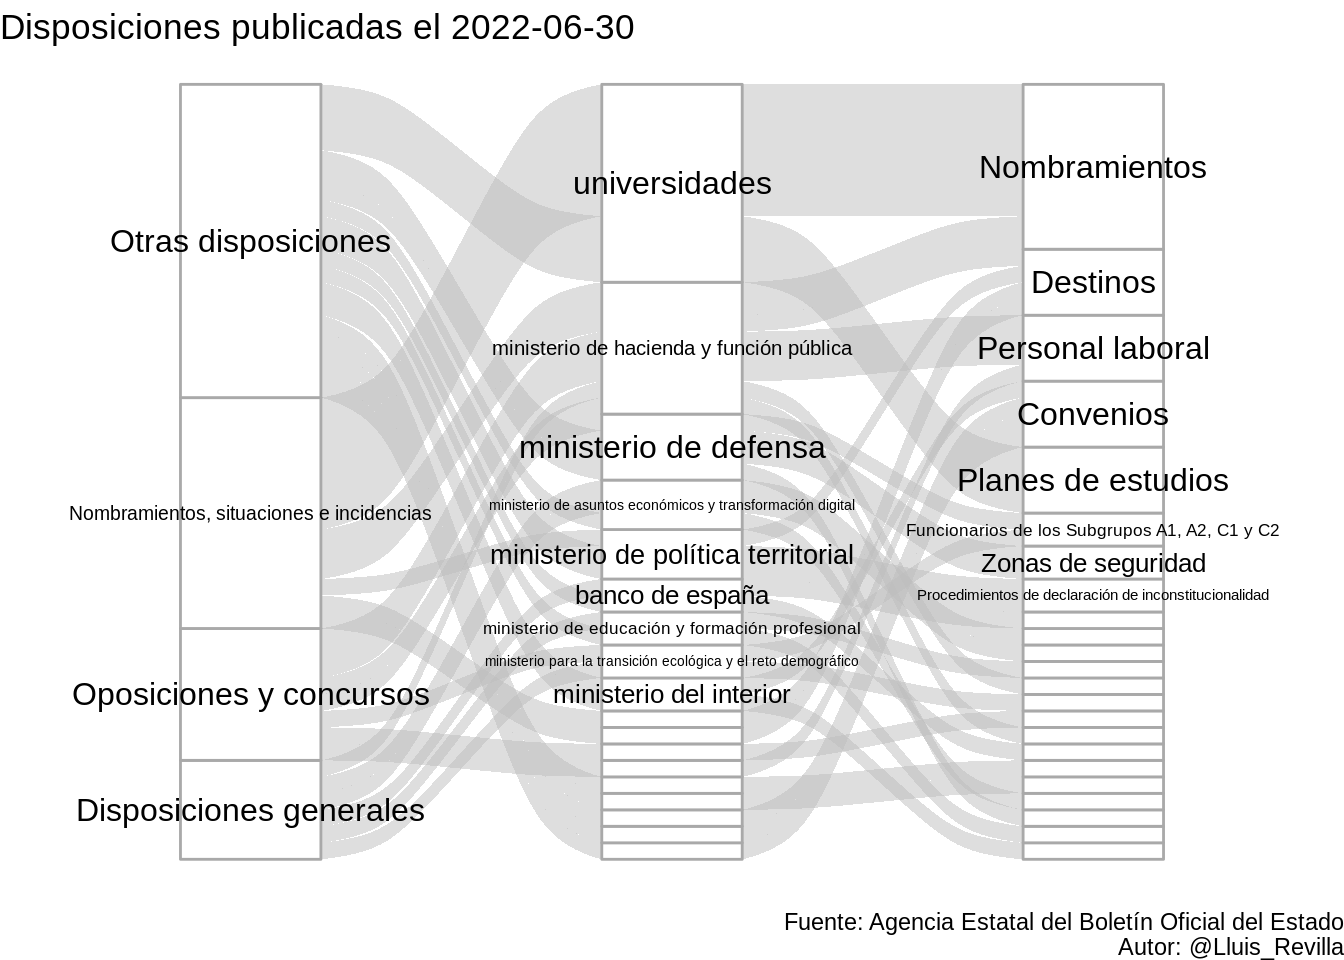 Disposiciones publicadas el 2022-06-30
Otras disposiciones
Nombramientos, situaciones e incidencias
Oposiciones y concursos
Disposiciones generales
universidades
ministerio de hacienda y función pública
ministerio de defensa
ministerio de asuntos económicos y transformación digital
ministerio de política territorial
banco de españa
ministerio de educación y formación profesional
ministerio para la transición ecológica y el reto demográfico
ministerio del interior
Nombramientos
Destinos
Personal laboral
Convenios
Planes de estudios
Funcionarios de los Subgrupos A1, A2, C1 y C2
Zonas de seguridad
Procedimientos de declaración de inconstitucionalidad
Fuente: Agencia Estatal del Boletín Oficial del Estado
Autor: @Lluis_Revilla